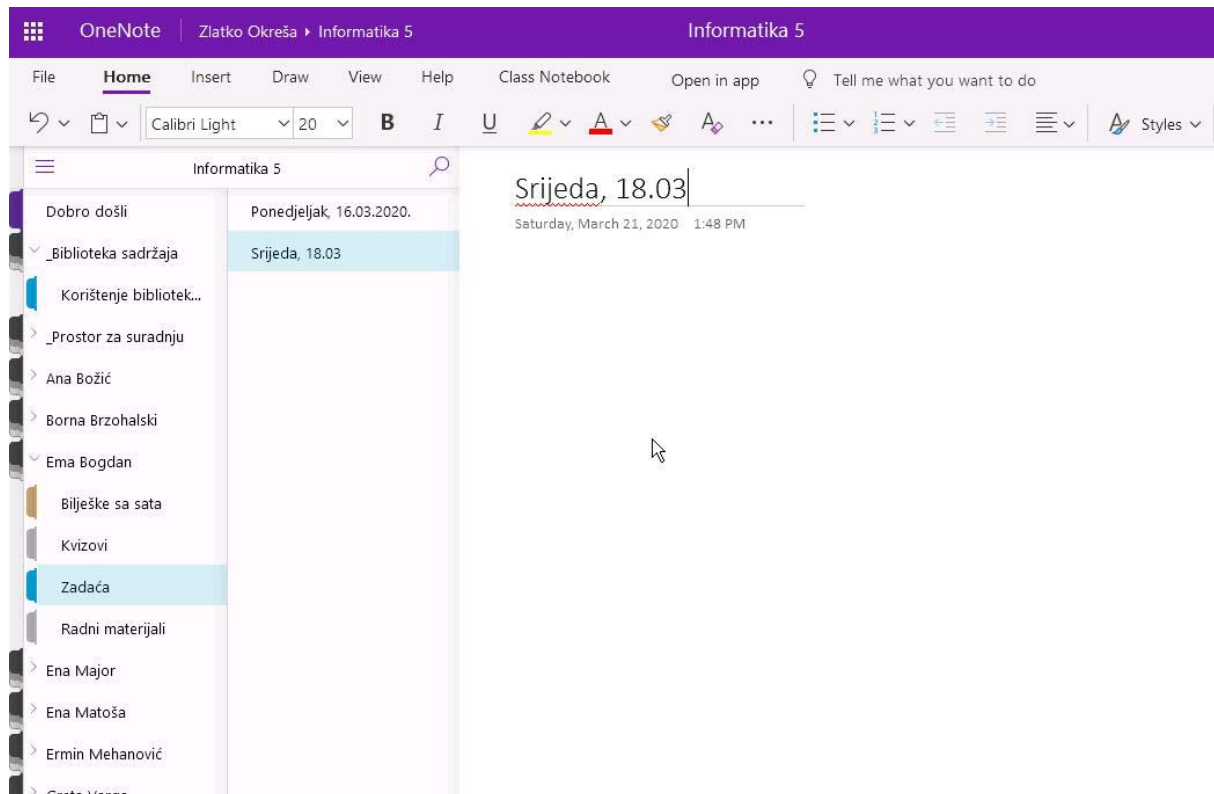 OneNote Zlatko Okreša ▸ Informatika 5 Informatika 5
File Home Insert Draw View Help Class Notebook Open in app Tell me what you want to do
Calibri Light 20 B I U A A ... Styles
Informatika 5
Dobro došli
_Biblioteka sadržaja
Korištenje bibliotek...
_Prostor za suradnju
Ana Božić
Borna Brzohalski
Ema Bogdan
Bilješke sa sata
Kvizovi
Zadaća
Radni materijali
Ena Major
Ena Matoša
Ermin Mehanović
Ponedjeljak, 16.03.2020.
Srijeda, 18.03
Srijeda, 18.03
Saturday, March 21, 2020 1:48 PM